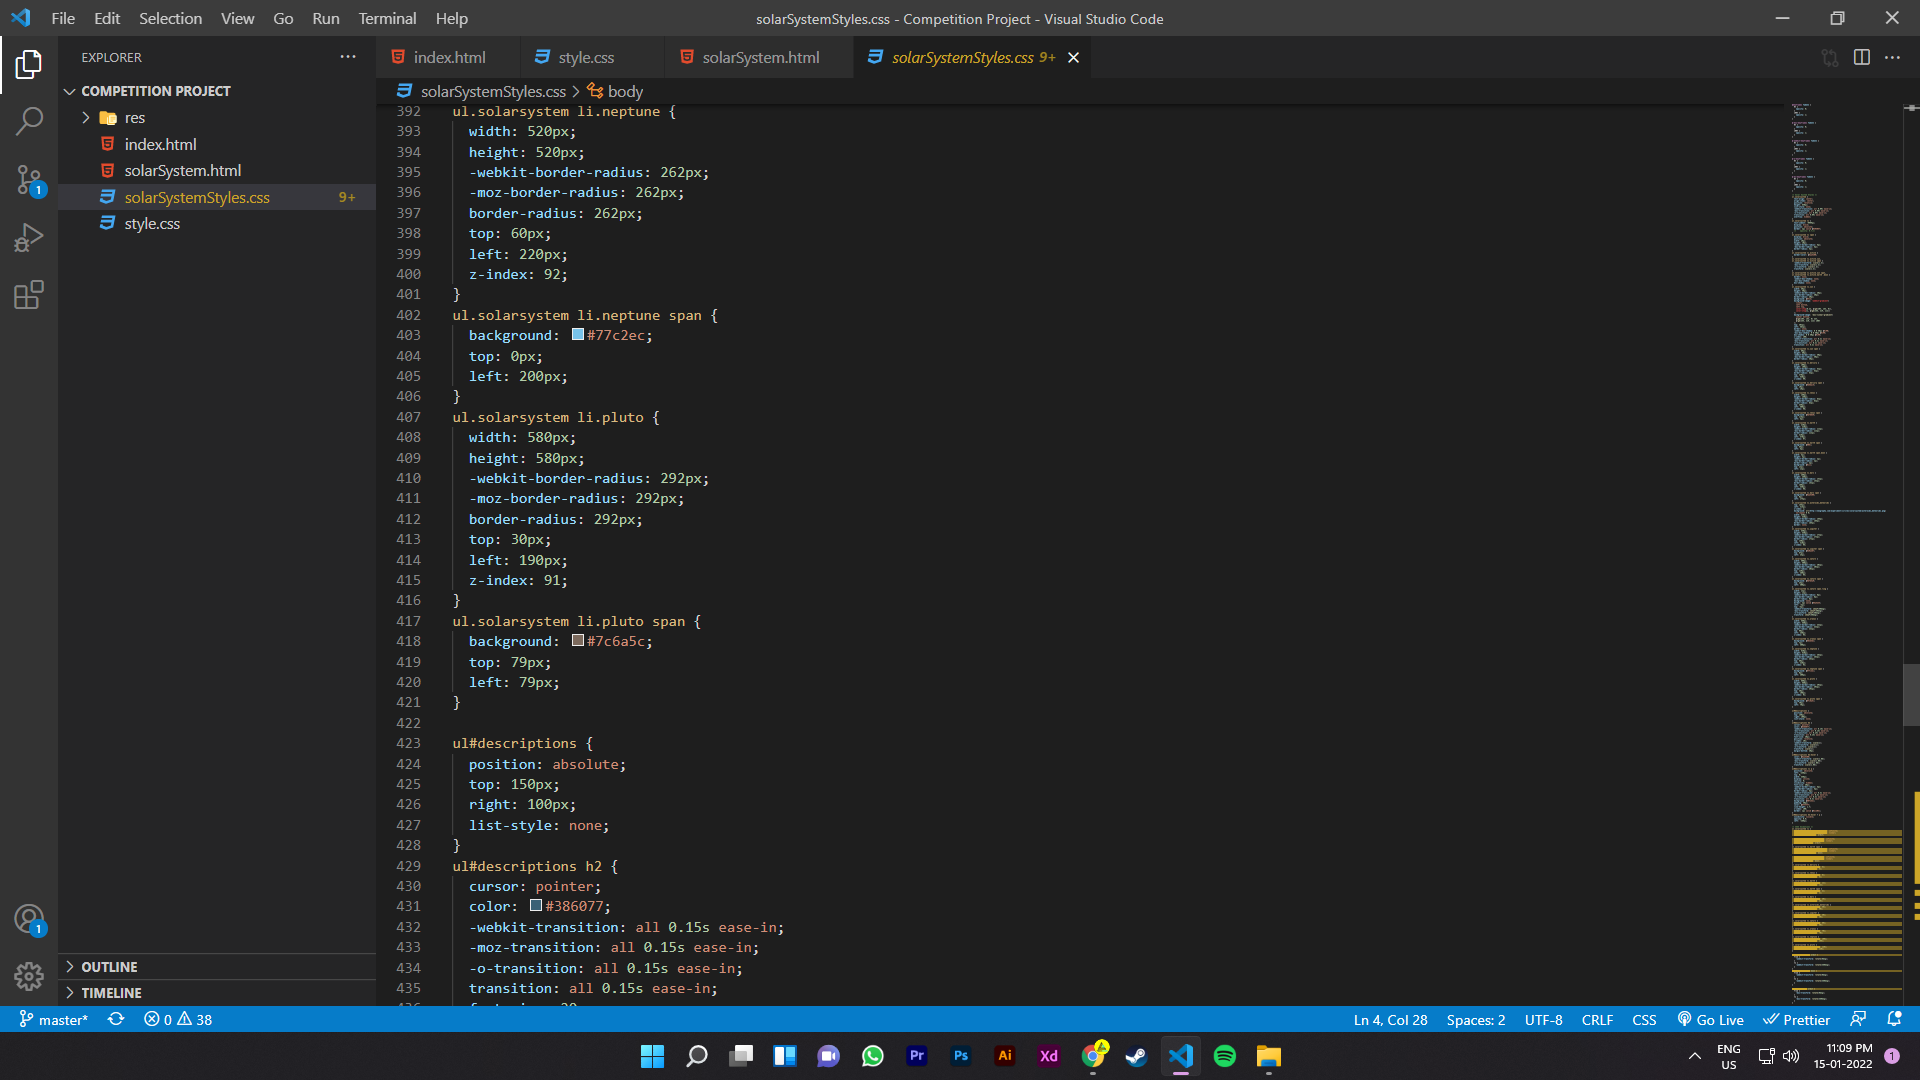 File Edit Selection View Go Run Terminal Help
solarSystemStyles.css - Competition Project - Visual Studio Code
EXPLORER
COMPETITION PROJECT
res
index.html
solarSystem.html
solarSystemStyles.css 9+
style.css
OUTLINE
TIMELINE
index.html style.css solarSystem.html solarSystemStyles.css 9+
solarSystemStyles.css > body
392 ul.solarsystem li.neptune {
393 width: 520px;
394 height: 520px;
395 -webkit-border-radius: 262px;
396 -moz-border-radius: 262px;
397 border-radius: 262px;
398 top: 60px;
399 left: 220px;
400 z-index: 92;
401 }
402 ul.solarsystem li.neptune span {
403 background: #77c2ec;
404 top: 0px;
405 left: 200px;
406 }
407 ul.solarsystem li.pluto {
408 width: 580px;
409 height: 580px;
410 -webkit-border-radius: 292px;
411 -moz-border-radius: 292px;
412 border-radius: 292px;
413 top: 30px;
414 left: 190px;
415 z-index: 91;
416 }
417 ul.solarsystem li.pluto span {
418 background: #7c6a5c;
419 top: 79px;
420 left: 79px;
421 }
422
423 ul#descriptions {
424 position: absolute;
425 top: 150px;
426 right: 100px;
427 list-style: none;
428 }
429 ul#descriptions h2 {
430 cursor: pointer;
431 color: #386077;
432 -webkit-transition: all 0.15s ease-in;
433 -moz-transition: all 0.15s ease-in;
434 -o-transition: all 0.15s ease-in;
435 transition: all 0.15s ease-in;
1
1
master* 0 38 Ln 4, Col 28 Spaces: 2 UTF-8 CRLF CSS Go Live Prettier
Pr Ps Ai Xd
ENG
US
11:09 PM
15-01-2022
1